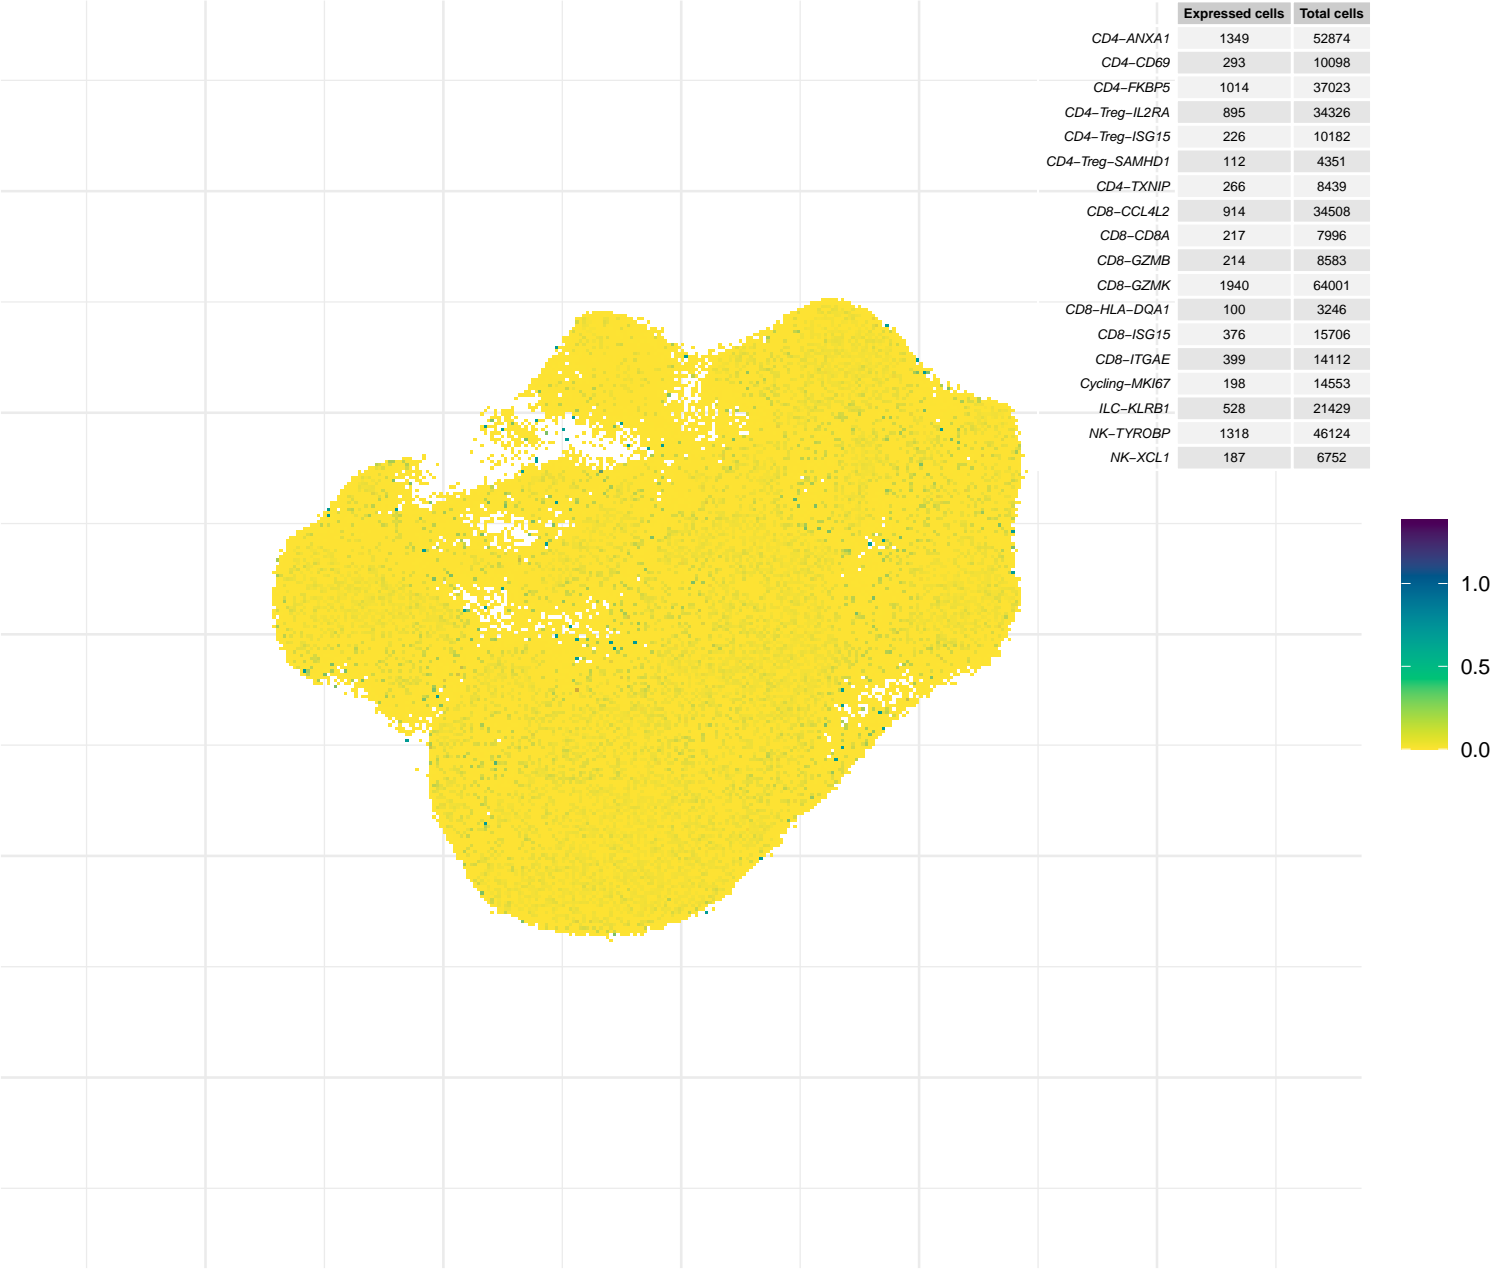 Expressed cells Total cells
CD4−ANXA1 1349 52874
CD4−CD69 293 10098
CD4−FKBP5 1014 37023
CD4−Treg−IL2RA 895 34326
CD4−Treg−ISG15 226 10182
CD4−Treg−SAMHD1 112 4351
CD4−TXNIP 266 8439
CD8−CCL4L2 914 34508
CD8−CD8A 217 7996
CD8−GZMB 214 8583
CD8−GZMK 1940 64001
CD8−HLA−DQA1 100 3246
CD8−ISG15 376 15706
CD8−ITGAE 399 14112
Cycling−MKI67 198 14553
ILC−KLRB1 528 21429
NK−TYROBP 1318 46124
NK−XCL1 187 6752
1.0
0.5
0.0